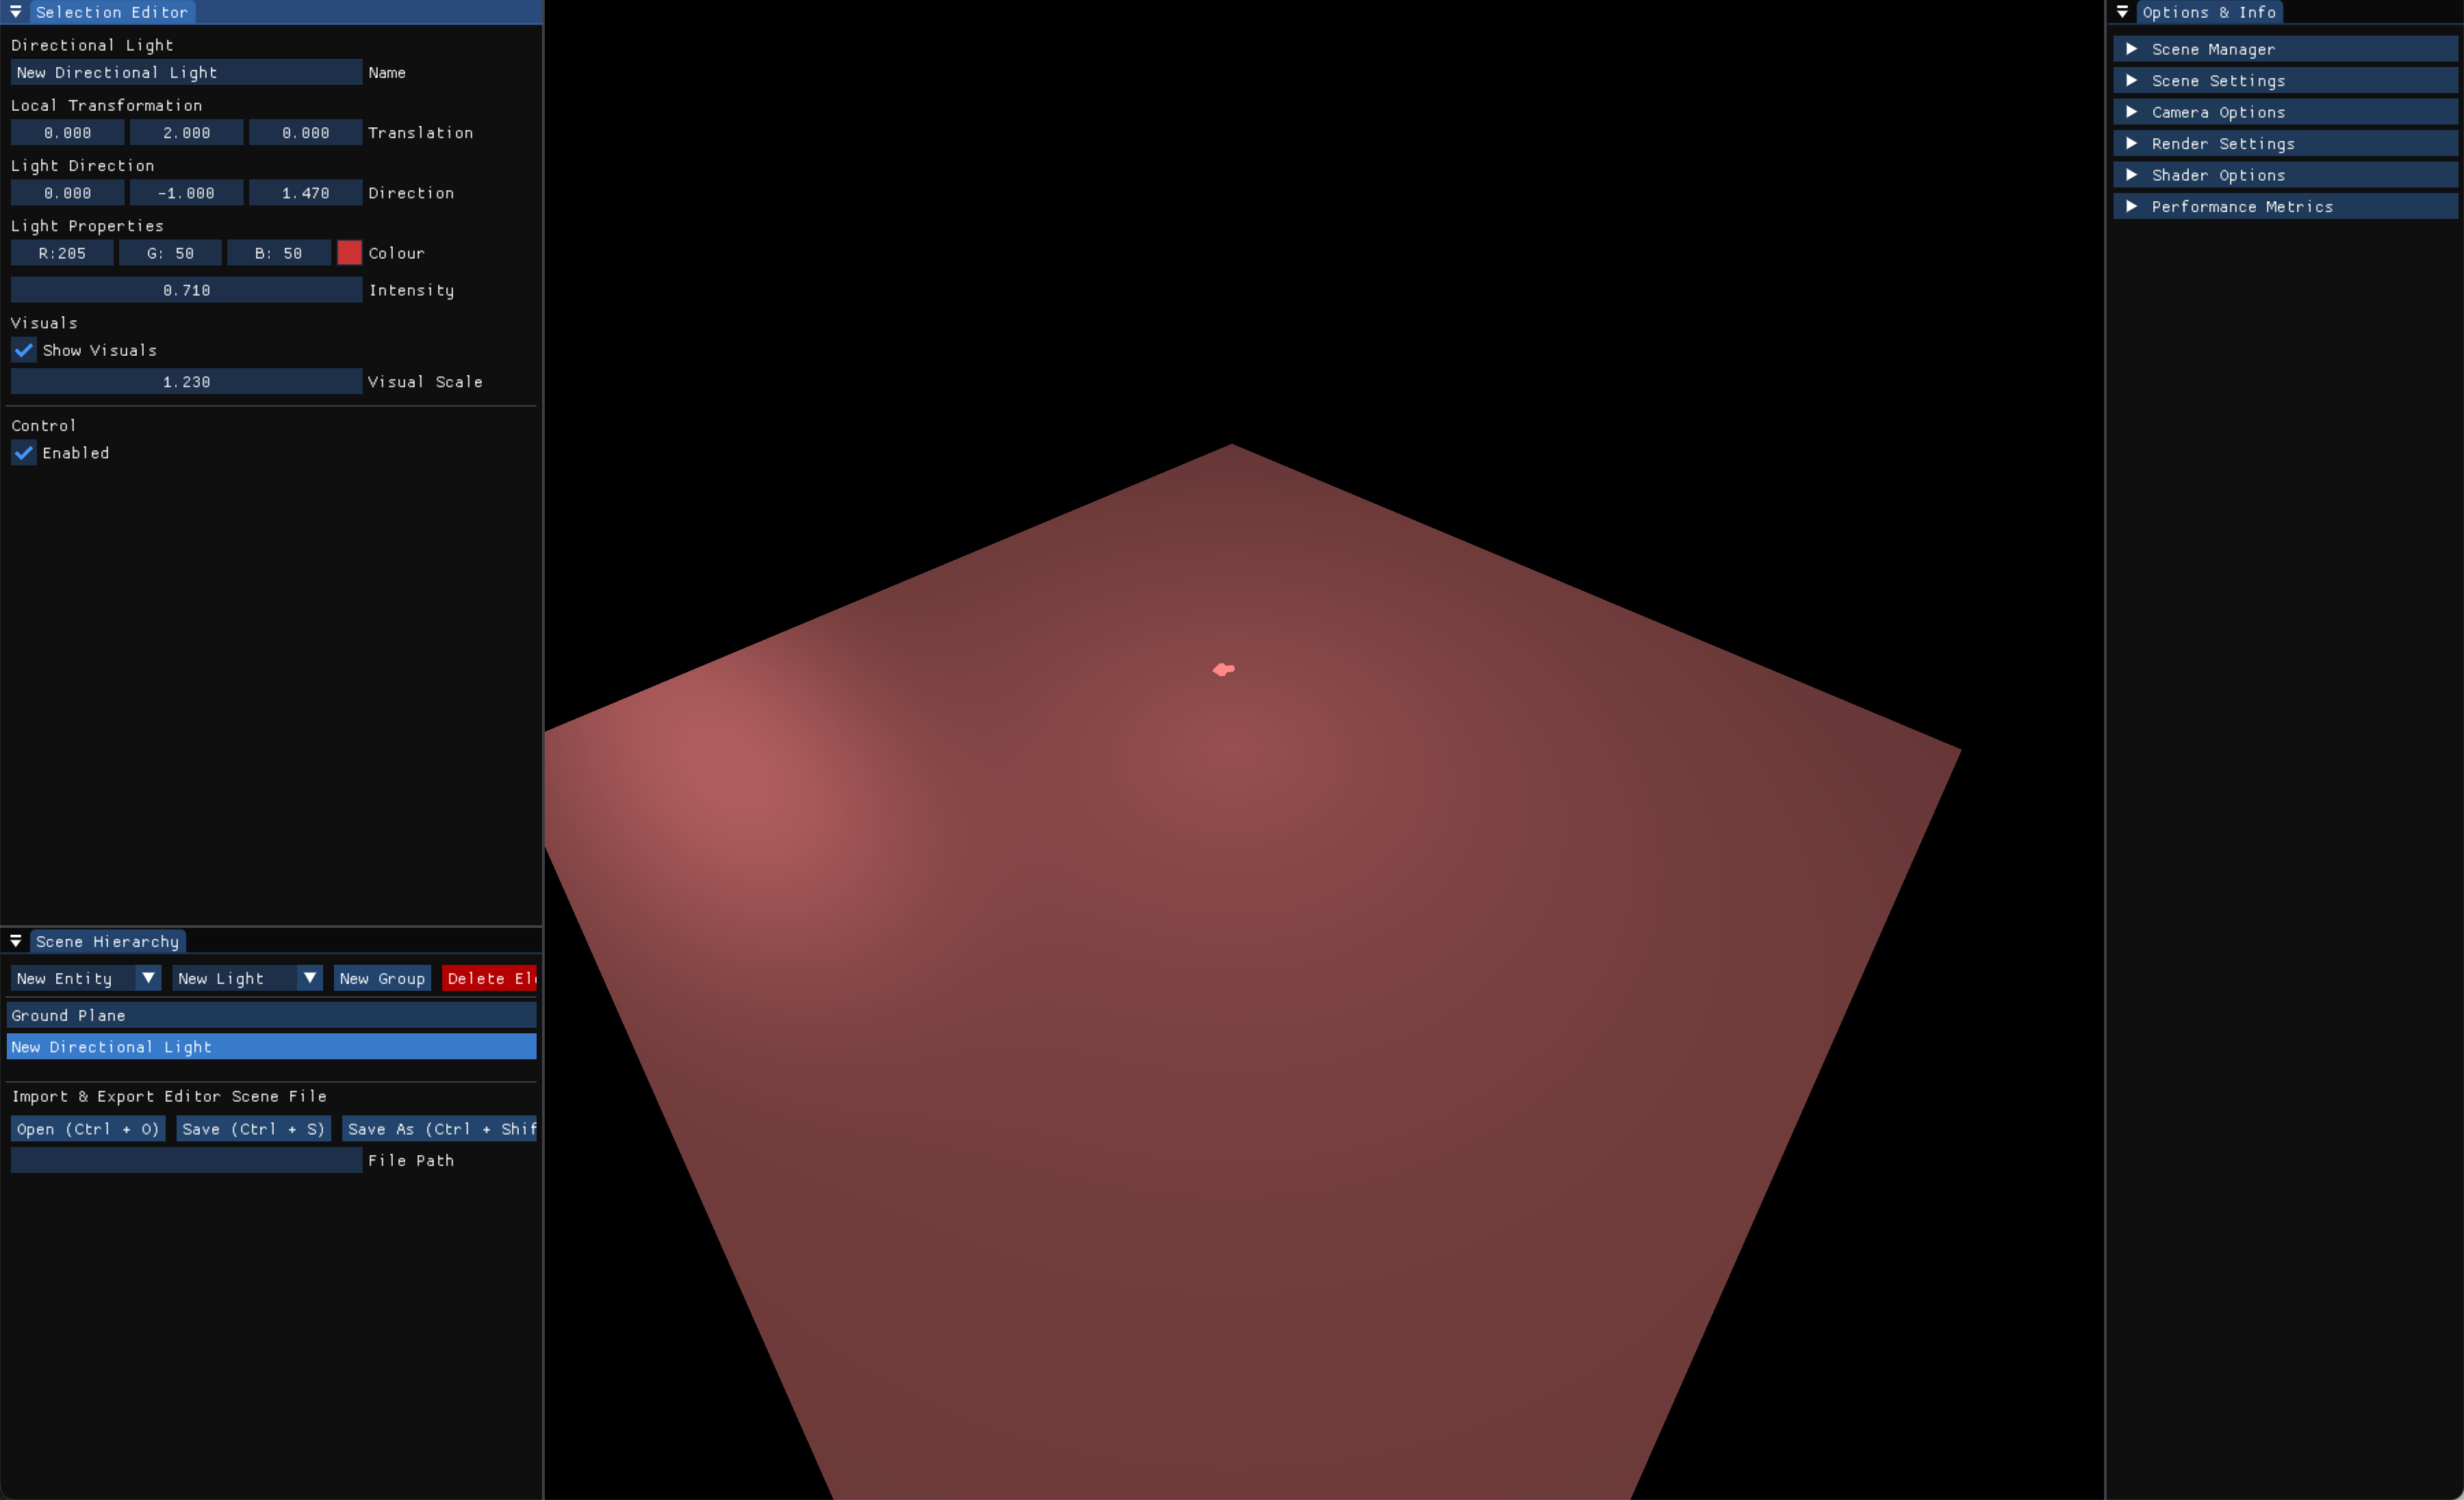 Selection Editor
Directional Light
New Directional Light Name
Local Transformation
0.000 2.000 0.000 Translation
Light Direction
0.000 -1.000 1.470 Direction
Light Properties
R:205 G: 50 B: 50 Colour
0.710 Intensity
Visuals
Show Visuals
1.230 Visual Scale
Control
Enabled
Scene Hierarchy
New Entity New Light New Group Delete El
Ground Plane
New Directional Light
Import & Export Editor Scene File
Open (Ctrl + O) Save (Ctrl + S) Save As (Ctrl + Shif
File Path
Options & Info
Scene Manager
Scene Settings
Camera Options
Render Settings
Shader Options
Performance Metrics